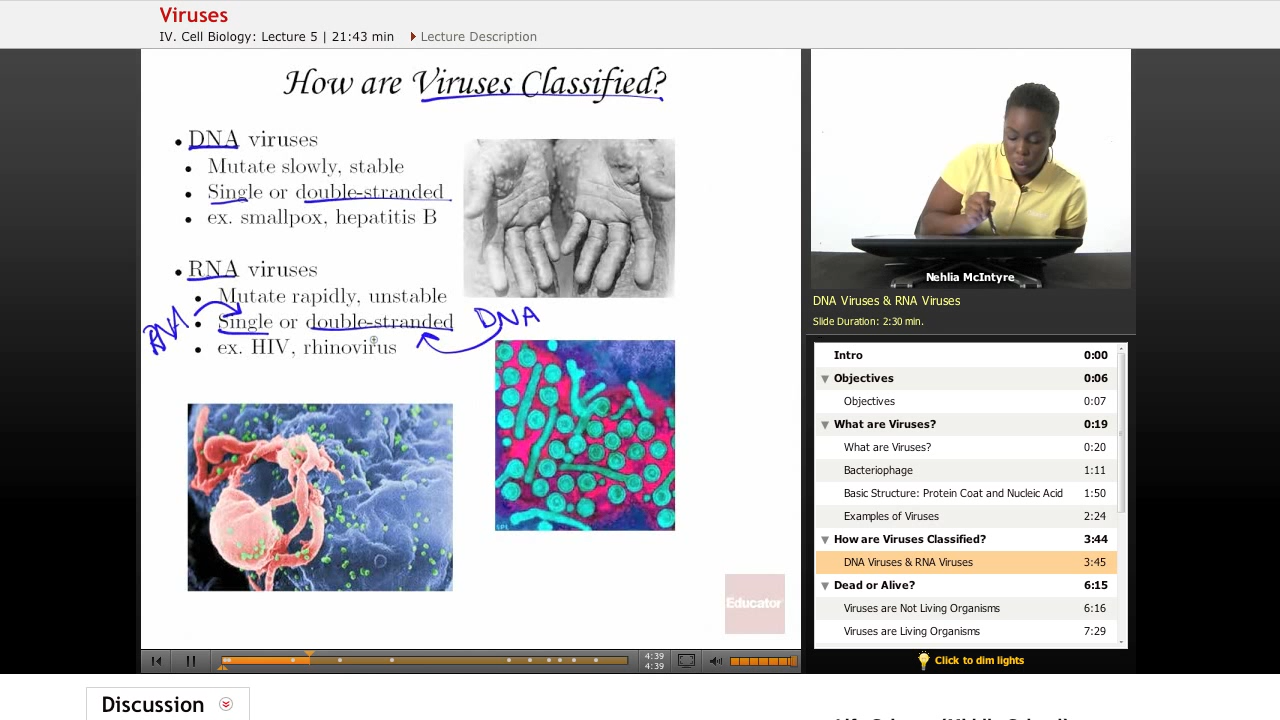 Viruses
IV. Cell Biology: Lecture 5 | 21:43 min Lecture Description
How are Viruses Classified?
• DNA viruses
• Mutate slowly, stable
• Single or double-stranded
• ex. smallpox, hepatitis B
• RNA viruses
• Mutate rapidly, unstable
RNA
• Single or double-stranded
DNA
• ex. HIV, rhinovirus
SPL
Educator
4:39
4:39
Nehlia McIntyre
DNA Viruses & RNA Viruses
Slide Duration: 2:30 min.
Intro 0:00
Objectives 0:06
Objectives 0:07
What are Viruses? 0:19
What are Viruses? 0:20
Bacteriophage 1:11
Basic Structure: Protein Coat and Nucleic Acid 1:50
Examples of Viruses 2:24
How are Viruses Classified? 3:44
DNA Viruses & RNA Viruses 3:45
Dead or Alive? 6:15
Viruses are Not Living Organisms 6:16
Viruses are Living Organisms 7:29
Click to dim lights
Discussion